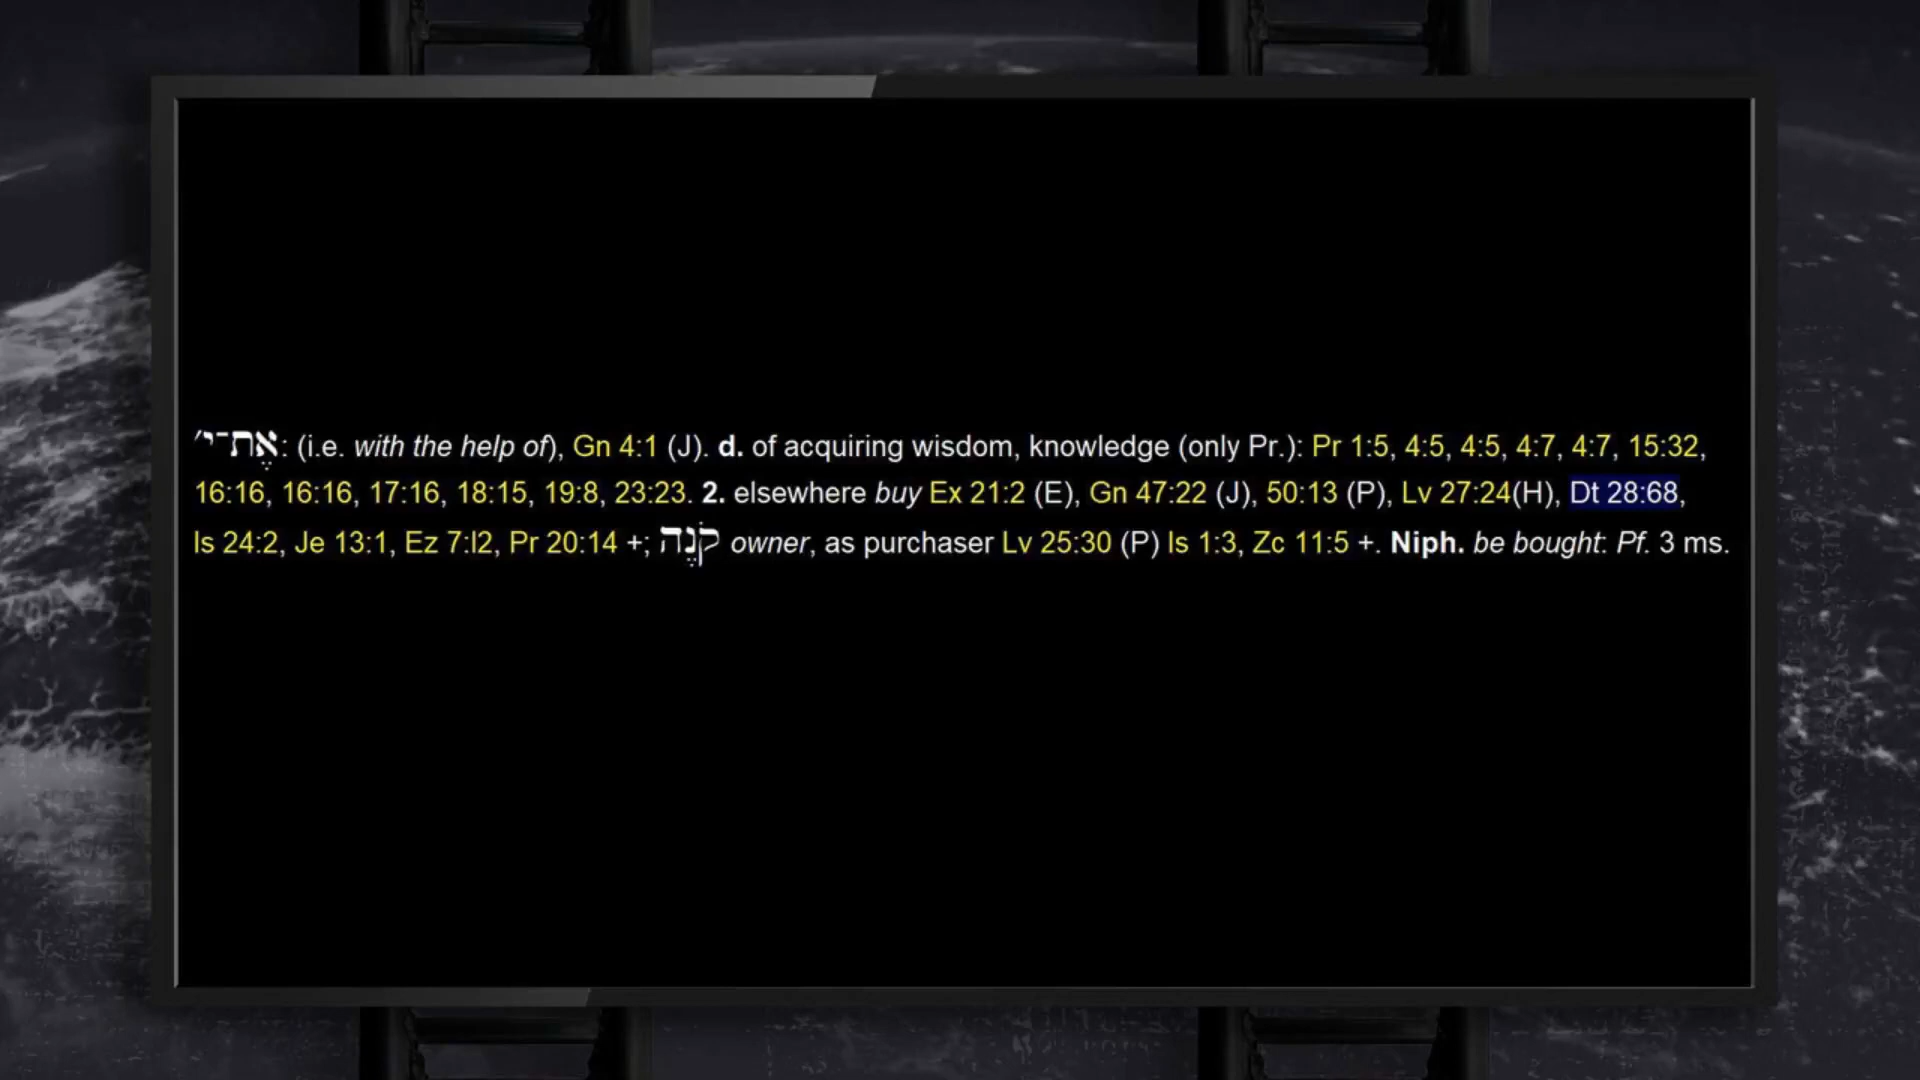 אֶת־י׳: (i.e. with the help of), Gn 4:1 (J). d. of acquiring wisdom, knowledge (only Pr.): Pr 1:5, 4:5, 4:5, 4:7, 4:7, 15:32,
16:16, 16:16, 17:16, 18:15, 19:8, 23:23. 2. elsewhere buy Ex 21:2 (E), Gn 47:22 (J), 50:13 (P), Lv 27:24(H), Dt 28:68,
Is 24:2, Je 13:1, Ez 7:l2, Pr 20:14 +; קֹנֶה owner, as purchaser Lv 25:30 (P) Is 1:3, Zc 11:5 +. Niph. be bought: Pf. 3 ms.